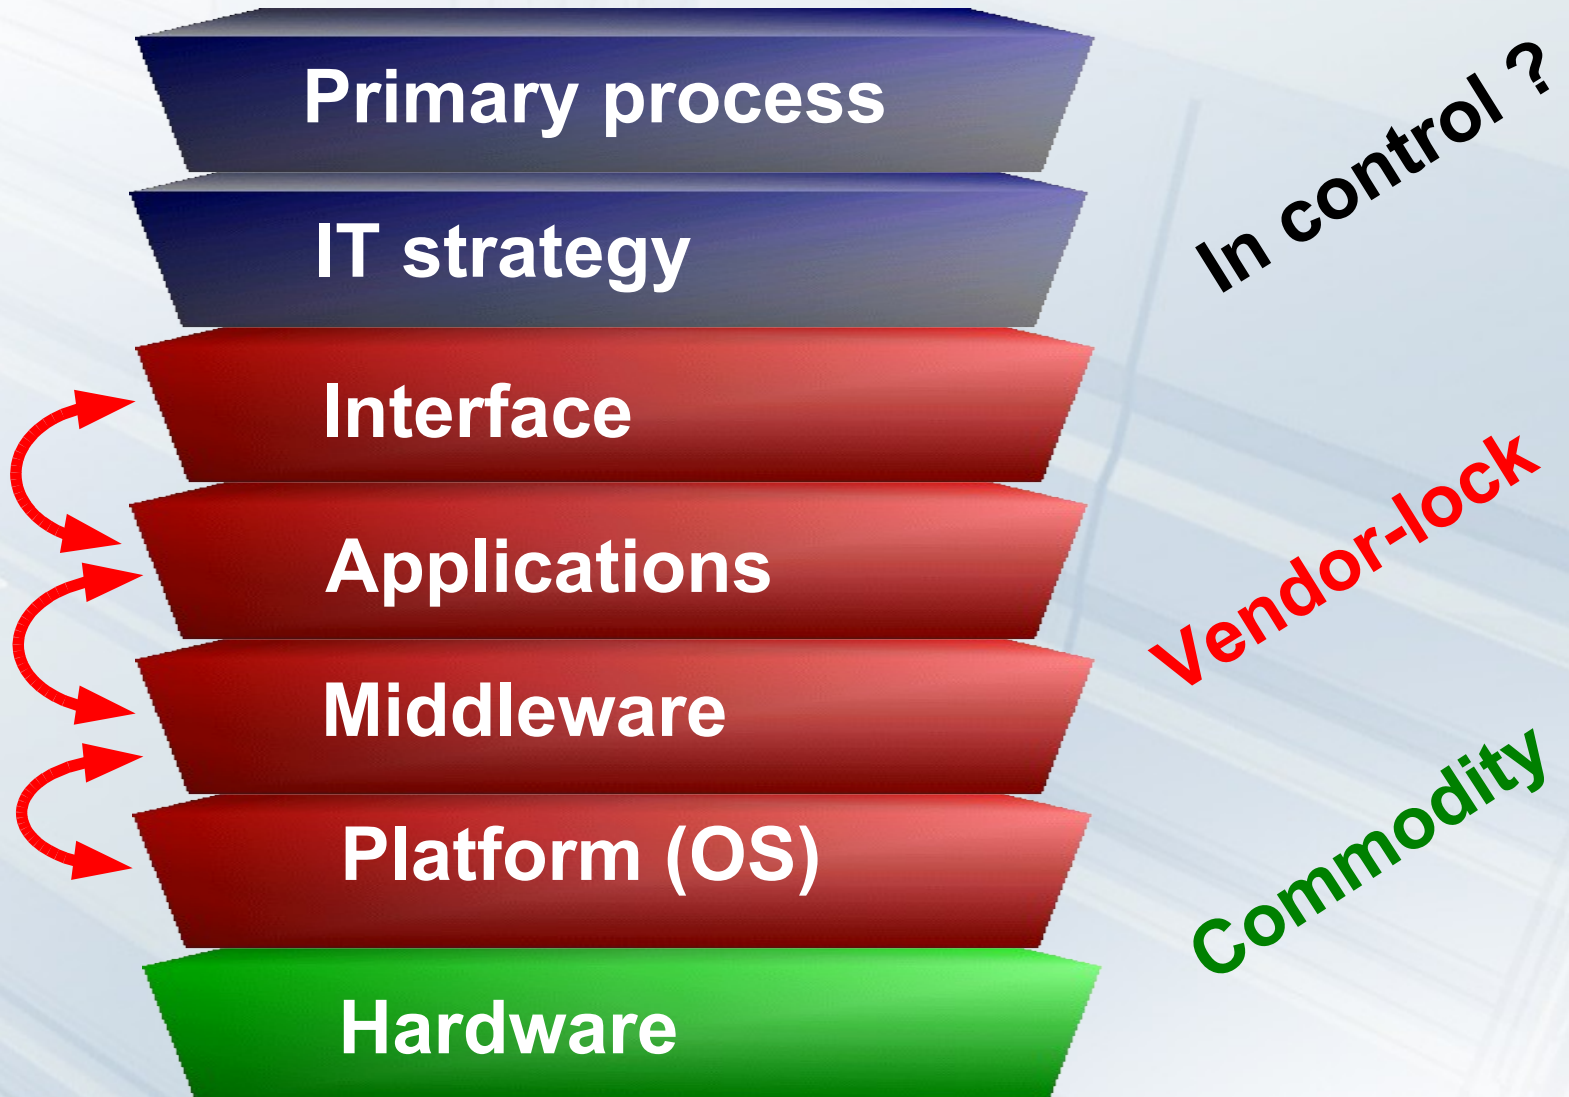 Primary process
In control ?
IT strategy
Interface
Applications
Vendor-lock
Middleware
Platform (OS)
Commodity
Hardware